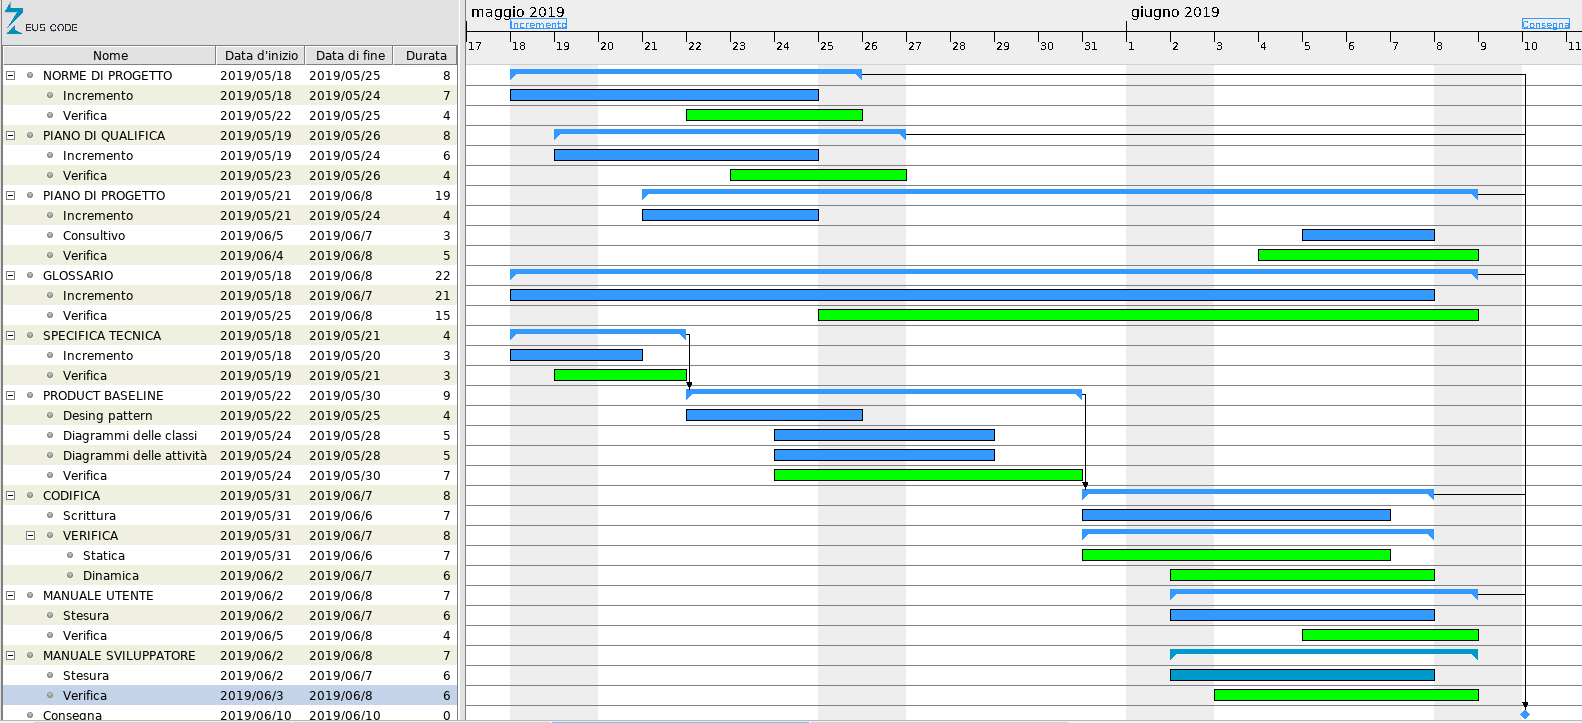 EUS CODE
maggio 2019
giugno 2019
Incremento
Consegna
Nome Data d'inizio Data di fine Durata
17 18 19 20 21 22 23 24 25 26 27 28 29 30 31 1 2 3 4 5 6 7 8 9 10 11
NORME DI PROGETTO 2019/05/18 2019/05/25 8
Incremento 2019/05/18 2019/05/24 7
Verifica 2019/05/22 2019/05/25 4
PIANO DI QUALIFICA 2019/05/19 2019/05/26 8
Incremento 2019/05/19 2019/05/24 6
Verifica 2019/05/23 2019/05/26 4
PIANO DI PROGETTO 2019/05/21 2019/06/8 19
Incremento 2019/05/21 2019/05/24 4
Consultivo 2019/06/5 2019/06/7 3
Verifica 2019/06/4 2019/06/8 5
GLOSSARIO 2019/05/18 2019/06/8 22
Incremento 2019/05/18 2019/06/7 21
Verifica 2019/05/25 2019/06/8 15
SPECIFICA TECNICA 2019/05/18 2019/05/21 4
Incremento 2019/05/18 2019/05/20 3
Verifica 2019/05/19 2019/05/21 3
PRODUCT BASELINE 2019/05/22 2019/05/30 9
Desing pattern 2019/05/22 2019/05/25 4
Diagrammi delle classi 2019/05/24 2019/05/28 5
Diagrammi delle attività 2019/05/24 2019/05/28 5
Verifica 2019/05/24 2019/05/30 7
CODIFICA 2019/05/31 2019/06/7 8
Scrittura 2019/05/31 2019/06/6 7
VERIFICA 2019/05/31 2019/06/7 8
Statica 2019/05/31 2019/06/6 7
Dinamica 2019/06/2 2019/06/7 6
MANUALE UTENTE 2019/06/2 2019/06/8 7
Stesura 2019/06/2 2019/06/7 6
Verifica 2019/06/5 2019/06/8 4
MANUALE SVILUPPATORE 2019/06/2 2019/06/8 7
Stesura 2019/06/2 2019/06/7 6
Verifica 2019/06/3 2019/06/8 6
Consegna 2019/06/10 2019/06/10 0